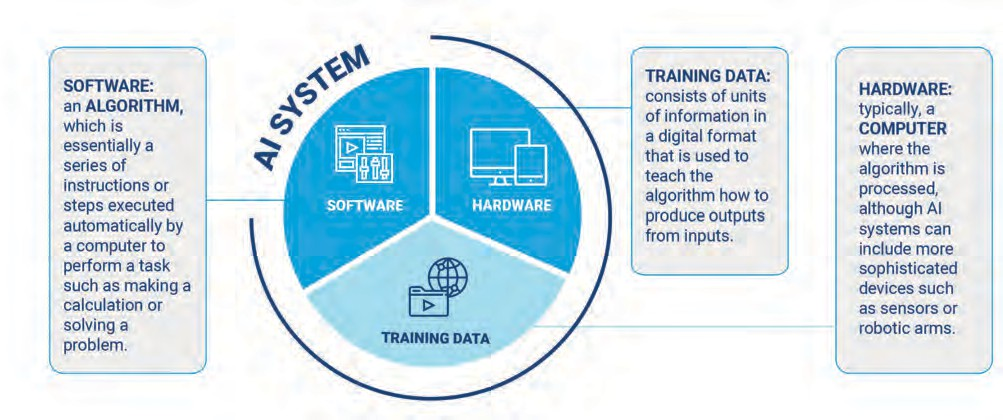 SOFTWARE:
an ALGORITHM,
which is
essentially a
series of
instructions or
steps executed
automatically by
a computer to
perform a task
such as making a
calculation or
solving a
problem.
AI SYSTEM
SOFTWARE
HARDWARE
TRAINING DATA
TRAINING DATA:
consists of units
of information in
a digital format
that is used to
teach the
algorithm how to
produce outputs
from inputs.
HARDWARE:
typically, a
COMPUTER
where the
algorithm is
processed,
although AI
systems can
include more
sophisticated
devices such
as sensors or
robotic arms.